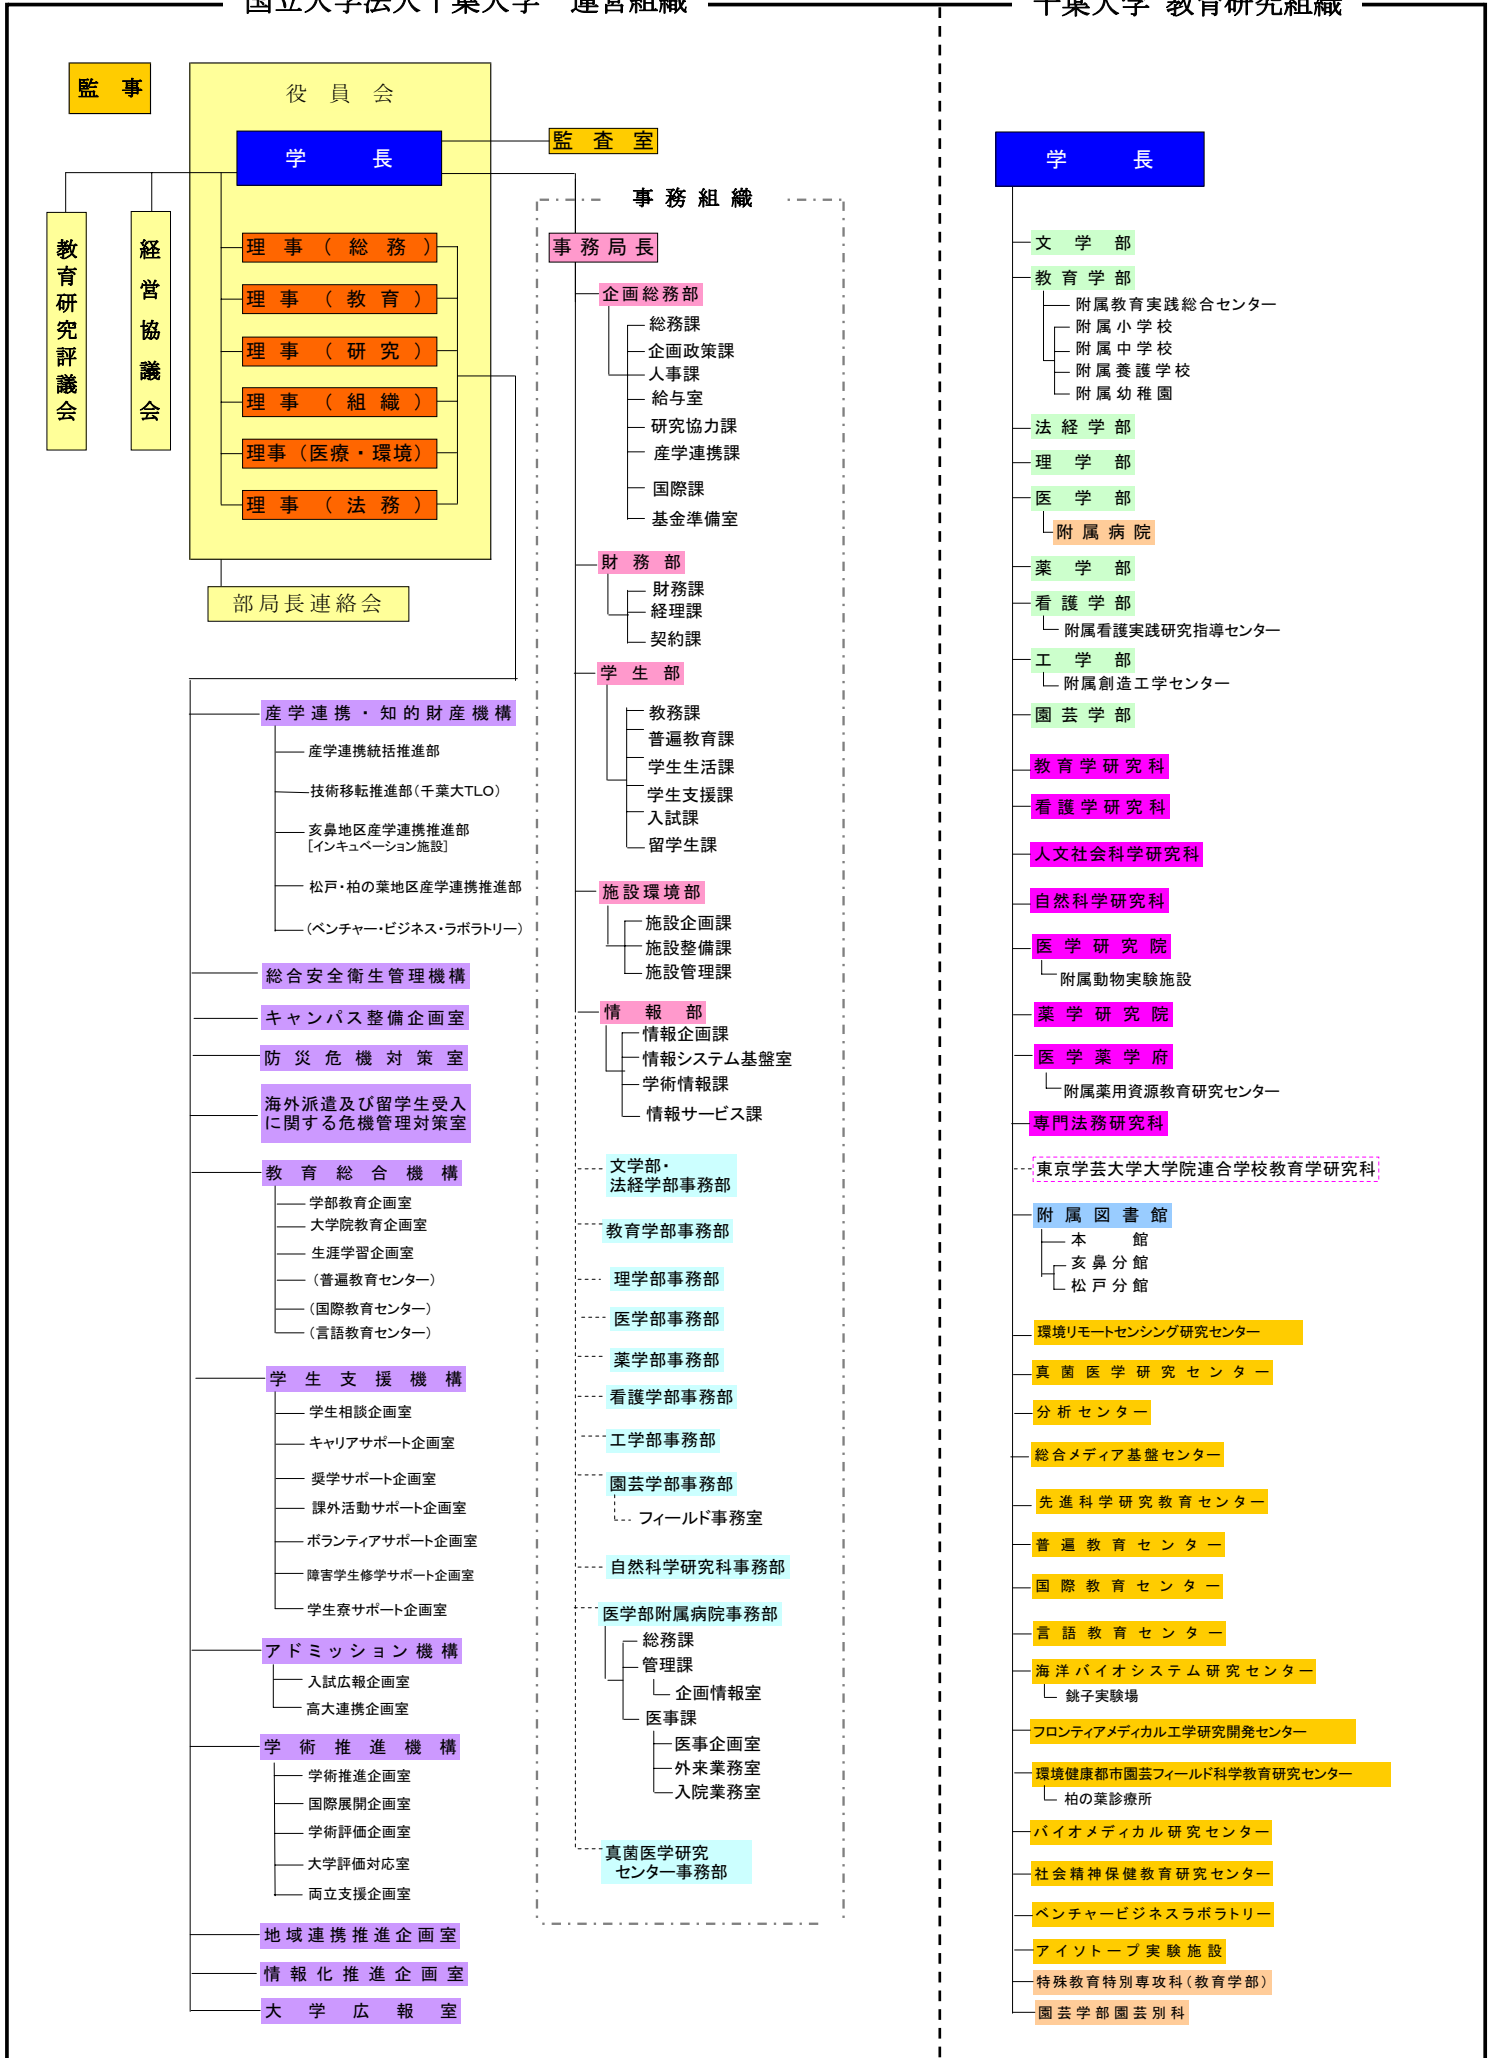 国立大学法人千葉大学　運営組織
監事
役員会
学長
監査室
教育研究評議会
経営協議会
理事（総務）
理事（教育）
理事（研究）
理事（組織）
理事（医療・環境）
理事（法務）
部局長連絡会
産学連携・知的財産機構
産学連携統括推進部
技術移転推進部（千葉大TLO）
亥鼻地区産学連携推進部
[インキュベーション施設]
松戸・柏の葉地区産学連携推進部
（ベンチャー・ビジネス・ラボラトリー）
総合安全衛生管理機構
キャンパス整備企画室
防災危機対策室
海外派遣及び留学生受入
に関する危機管理対策室
教育総合機構
学部教育企画室
大学院教育企画室
生涯学習企画室
（普遍教育センター）
（国際教育センター）
（言語教育センター）
学生支援機構
学生相談企画室
キャリアサポート企画室
奨学サポート企画室
課外活動サポート企画室
ボランティアサポート企画室
障害学生修学サポート企画室
学生寮サポート企画室
アドミッション機構
入試広報企画室
高大連携企画室
学術推進機構
学術推進企画室
国際展開企画室
学術評価企画室
大学評価対応室
両立支援企画室
地域連携推進企画室
情報化推進企画室
大学広報室
事務組織
事務局長
企画総務部
総務課
企画政策課
人事課
給与室
研究協力課
産学連携課
国際課
基金準備室
財務部
財務課
経理課
契約課
学生部
教務課
普遍教育課
学生生活課
学生支援課
入試課
留学生課
施設環境部
施設企画課
施設整備課
施設管理課
情報部
情報企画課
情報システム基盤室
学術情報課
情報サービス課
文学部・
法経学部事務部
教育学部事務部
理学部事務部
医学部事務部
薬学部事務部
看護学部事務部
工学部事務部
園芸学部事務部
フィールド事務室
自然科学研究科事務部
医学部附属病院事務部
総務課
管理課
企画情報室
医事課
医事企画室
外来業務室
入院業務室
真菌医学研究
センター事務部
千葉大学 教育研究組織
学長
文学部
教育学部
附属教育実践総合センター
附属小学校
附属中学校
附属養護学校
附属幼稚園
法経学部
理学部
医学部
附属病院
薬学部
看護学部
附属看護実践研究指導センター
工学部
附属創造工学センター
園芸学部
教育学研究科
看護学研究科
人文社会科学研究科
自然科学研究科
医学研究院
附属動物実験施設
薬学研究院
医学薬学府
附属薬用資源教育研究センター
専門法務研究科
東京学芸大学大学院連合学校教育学研究科
附属図書館
本館
亥鼻分館
松戸分館
環境リモートセンシング研究センター
真菌医学研究センター
分析センター
総合メディア基盤センター
先進科学研究教育センター
普遍教育センター
国際教育センター
言語教育センター
海洋バイオシステム研究センター
銚子実験場
フロンティアメディカル工学研究開発センター
環境健康都市園芸フィールド科学教育研究センター
柏の葉診療所
バイオメディカル研究センター
社会精神保健教育研究センター
ベンチャービジネスラボラトリー
アイソトープ実験施設
特殊教育特別専攻科（教育学部）
園芸学部園芸別科